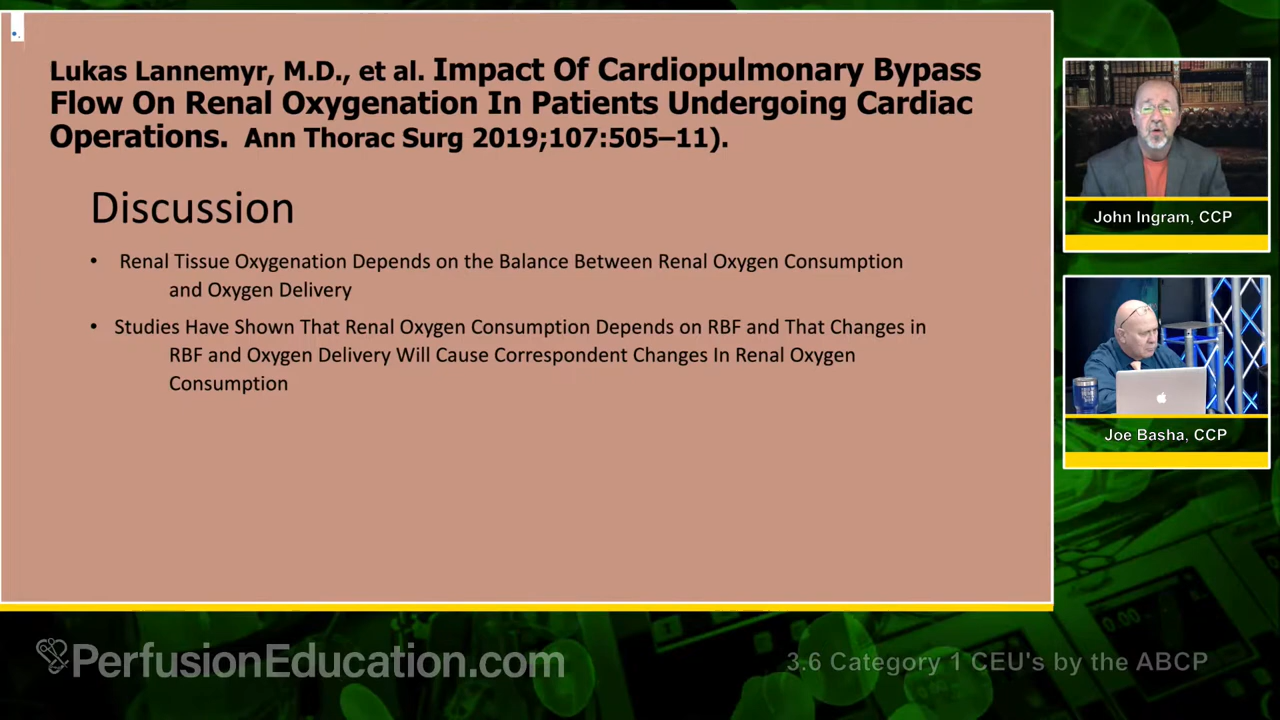 Lukas Lannemyr, M.D., et al. Impact Of Cardiopulmonary Bypass
Flow On Renal Oxygenation In Patients Undergoing Cardiac
Operations. Ann Thorac Surg 2019;107:505–11).
Discussion
• Renal Tissue Oxygenation Depends on the Balance Between Renal Oxygen Consumption
and Oxygen Delivery
• Studies Have Shown That Renal Oxygen Consumption Depends on RBF and That Changes in
RBF and Oxygen Delivery Will Cause Correspondent Changes In Renal Oxygen
Consumption
John Ingram, CCP
Joe Basha, CCP
PerfusionEducation.com
3.6 Category 1 CEU's by the ABCP